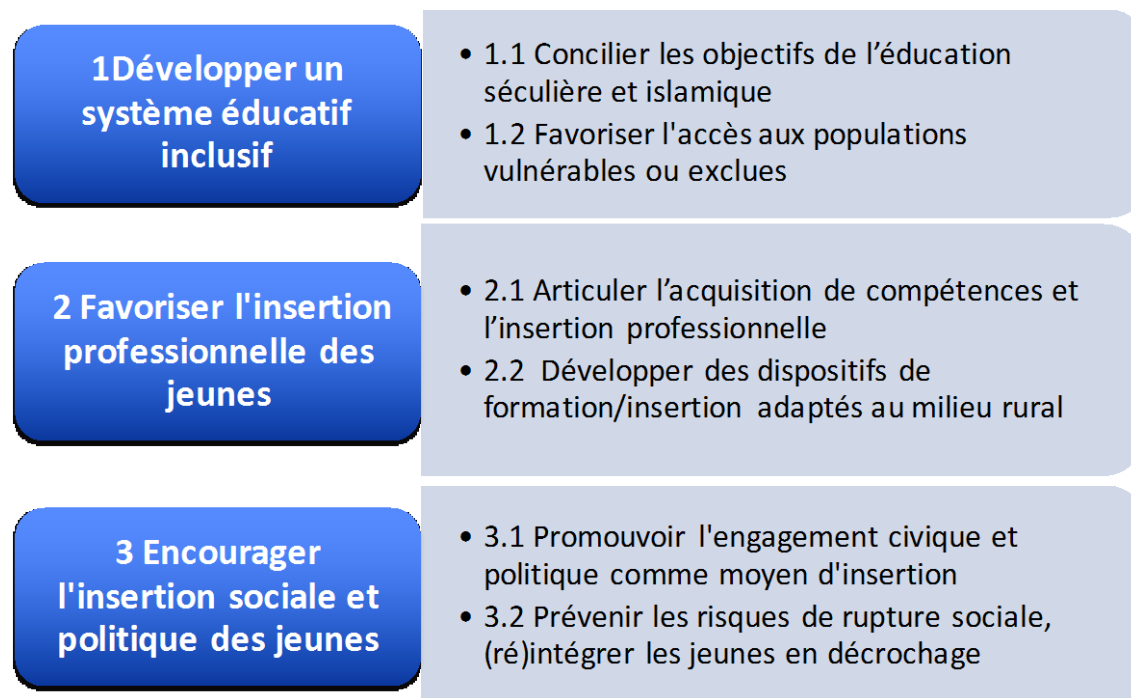 1Développer un
système éducatif
inclusif
• 1.1 Concilier les objectifs de l’éducation
séculière et islamique
• 1.2 Favoriser l'accès aux populations
vulnérables ou exclues
2 Favoriser l'insertion
professionnelle des
jeunes
• 2.1 Articuler l’acquisition de compétences et
l’insertion professionnelle
• 2.2 Développer des dispositifs de
formation/insertion adaptés au milieu rural
3 Encourager
l'insertion sociale et
politique des jeunes
• 3.1 Promouvoir l'engagement civique et
politique comme moyen d'insertion
• 3.2 Prévenir les risques de rupture sociale,
(ré)intégrer les jeunes en décrochage